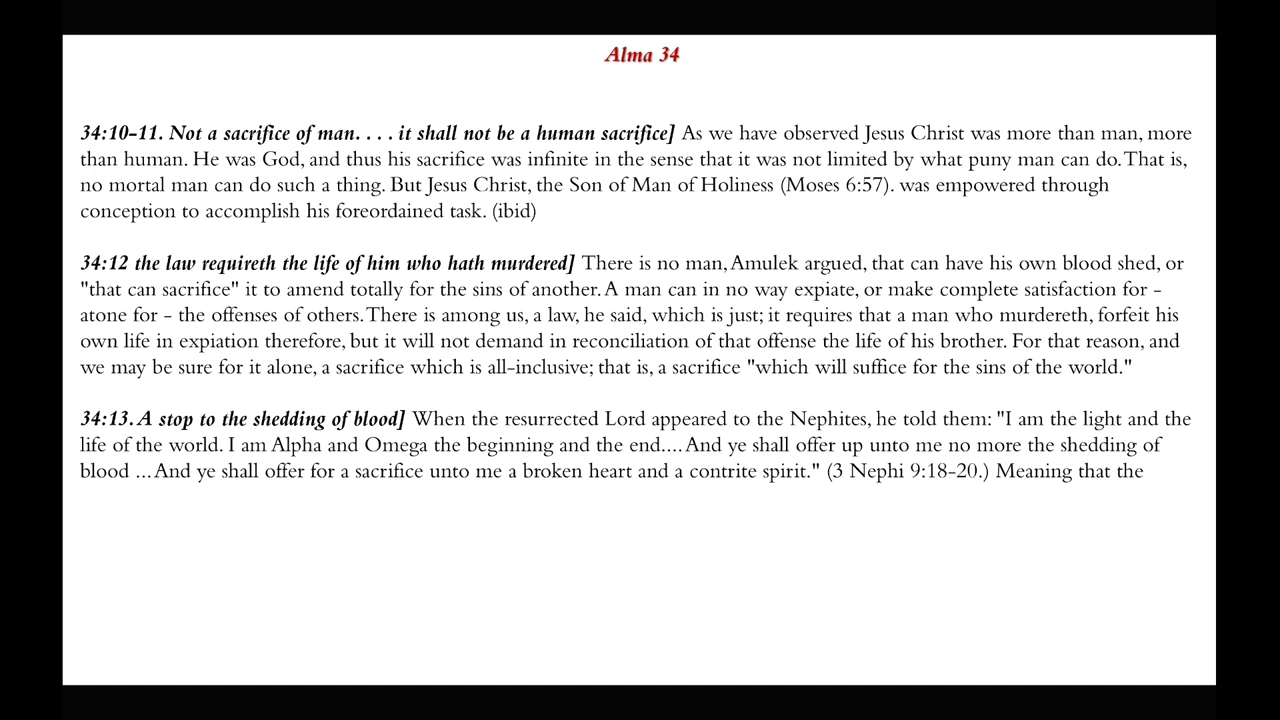 Alma 34
34:10-11. Not a sacrifice of man. . . . it shall not be a human sacrifice] As we have observed Jesus Christ was more than man, more
than human. He was God, and thus his sacrifice was infinite in the sense that it was not limited by what puny man can do. That is,
no mortal man can do such a thing. But Jesus Christ, the Son of Man of Holiness (Moses 6:57). was empowered through
conception to accomplish his foreordained task. (ibid)
34:12 the law requireth the life of him who hath murdered] There is no man, Amulek argued, that can have his own blood shed, or
"that can sacrifice" it to amend totally for the sins of another. A man can in no way expiate, or make complete satisfaction for -
atone for - the offenses of others. There is among us, a law, he said, which is just; it requires that a man who murdereth, forfeit his
own life in expiation therefore, but it will not demand in reconciliation of that offense the life of his brother. For that reason, and
we may be sure for it alone, a sacrifice which is all-inclusive; that is, a sacrifice "which will suffice for the sins of the world."
34:13. A stop to the shedding of blood] When the resurrected Lord appeared to the Nephites, he told them: "I am the light and the
life of the world. I am Alpha and Omega the beginning and the end.... And ye shall offer up unto me no more the shedding of
blood ... And ye shall offer for a sacrifice unto me a broken heart and a contrite spirit." (3 Nephi 9:18-20.) Meaning that the